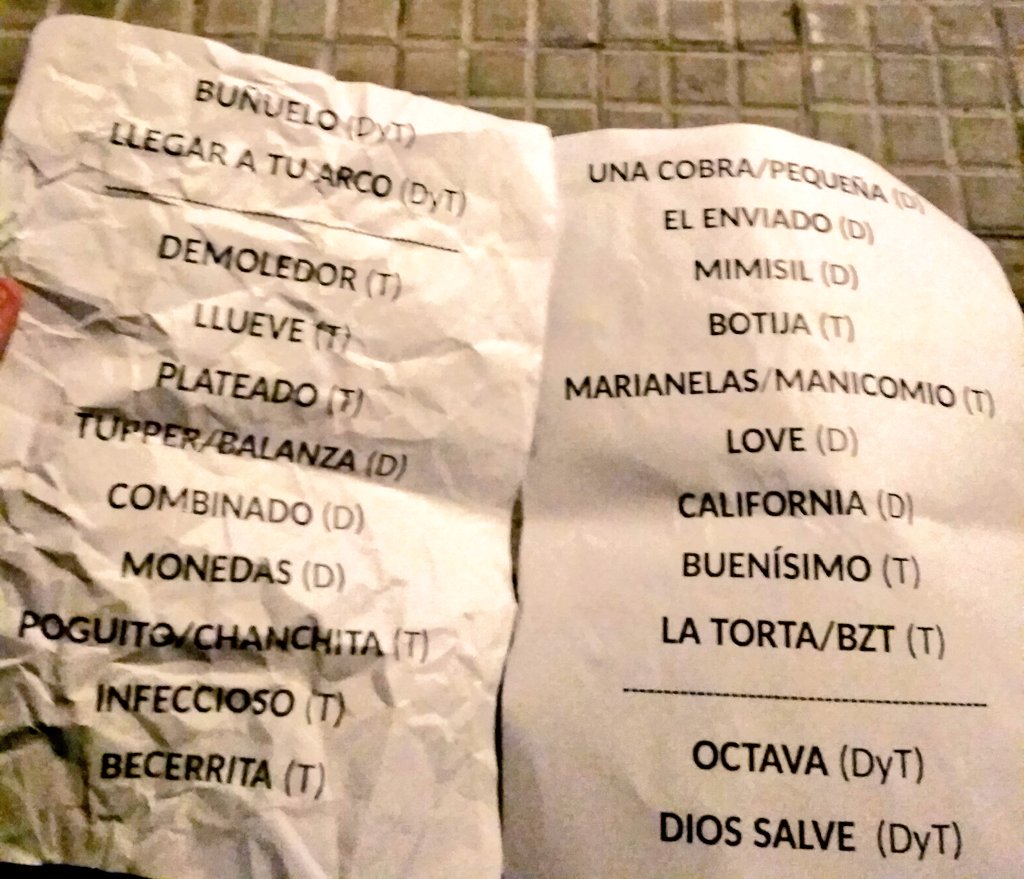 BUÑUELO (DyT)
LLEGAR A TU ARCO (DyT)
DEMOLEDOR (T)
LLUEVE (T)
PLATEADO (T)
TUPPER/BALANZA (D)
COMBINADO (D)
MONEDAS (D)
POGUITO/CHANCHITA (T)
INFECCIOSO (T)
BECERRITA (T)
UNA COBRA/PEQUEÑA (D)
EL ENVIADO (D)
MIMISIL (D)
BOTIJA (T)
MARIANELAS/MANICOMIO (T)
LOVE (D)
CALIFORNIA (D)
BUENÍSIMO (T)
LA TORTA/BZT (T)
OCTAVA (DyT)
DIOS SALVE (DyT)